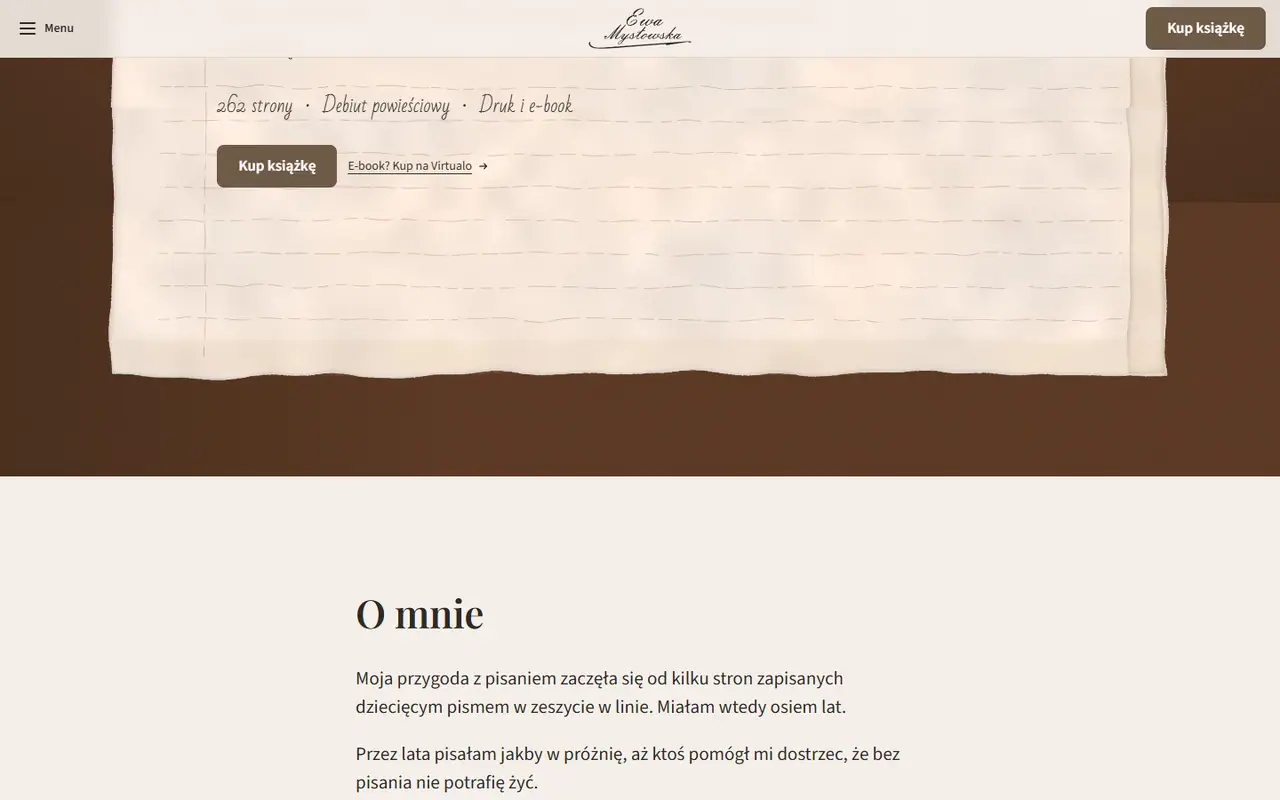 Menu
Ewa
Mysłowska
Kup książkę
262 strony · Debiut powieściowy · Druk i e-book
Kup książkę
E-book? Kup na Virtualo →
O mnie
Moja przygoda z pisaniem zaczęła się od kilku stron zapisanych
dziecięcym pismem w zeszycie w linie. Miałam wtedy osiem lat.
Przez lata pisałam jakby w próżnię, aż ktoś pomógł mi dostrzec, że bez
pisania nie potrafię żyć.